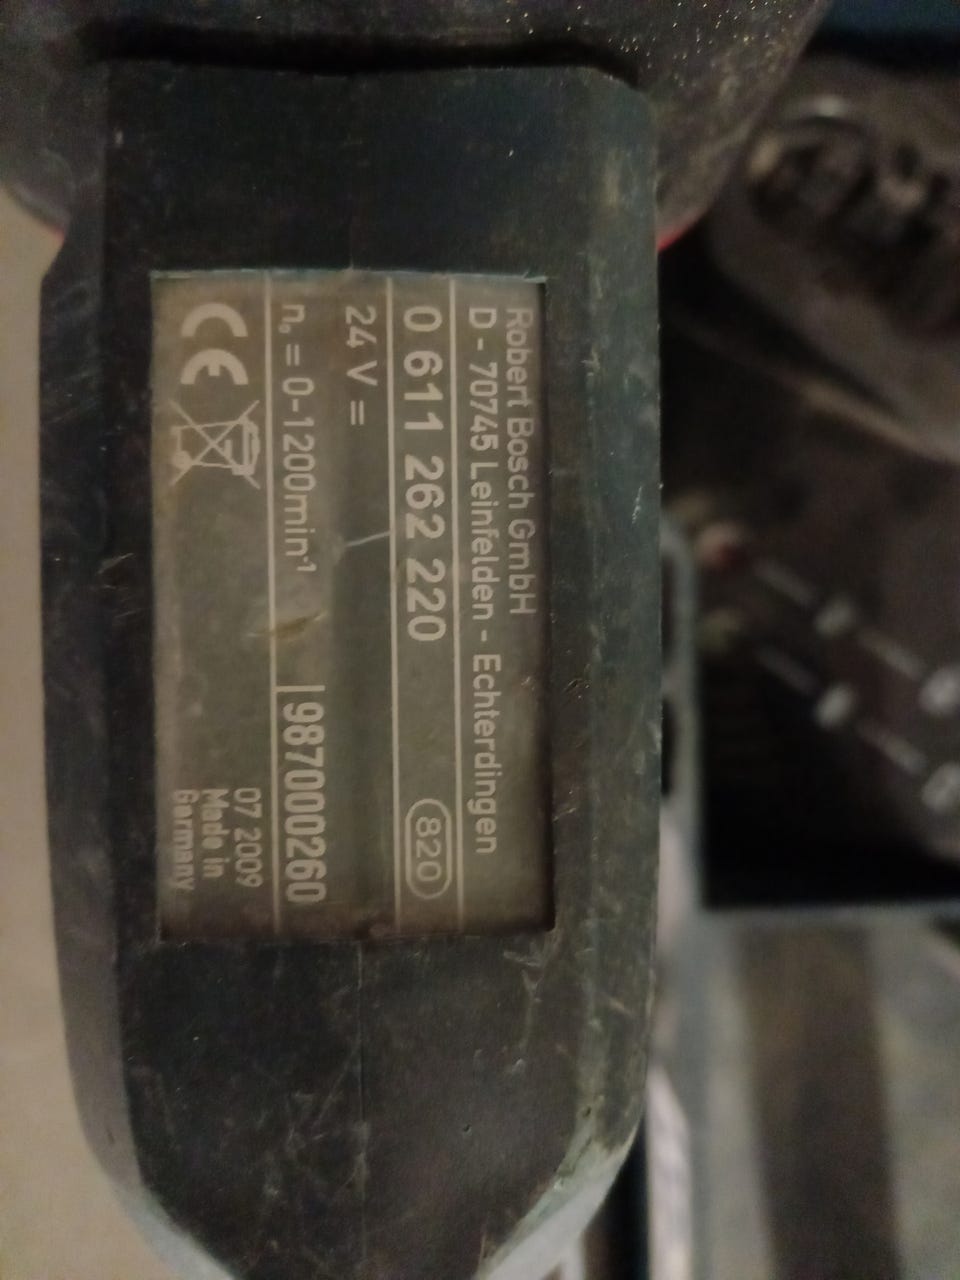 Robert Bosch GmbH
D - 70745 Leinfelden - Echterdingen
0 611 262 220 820
24 V =
n₀ = 0-1200min⁻¹ 987000260
CE
07 2009
Made in
Germany